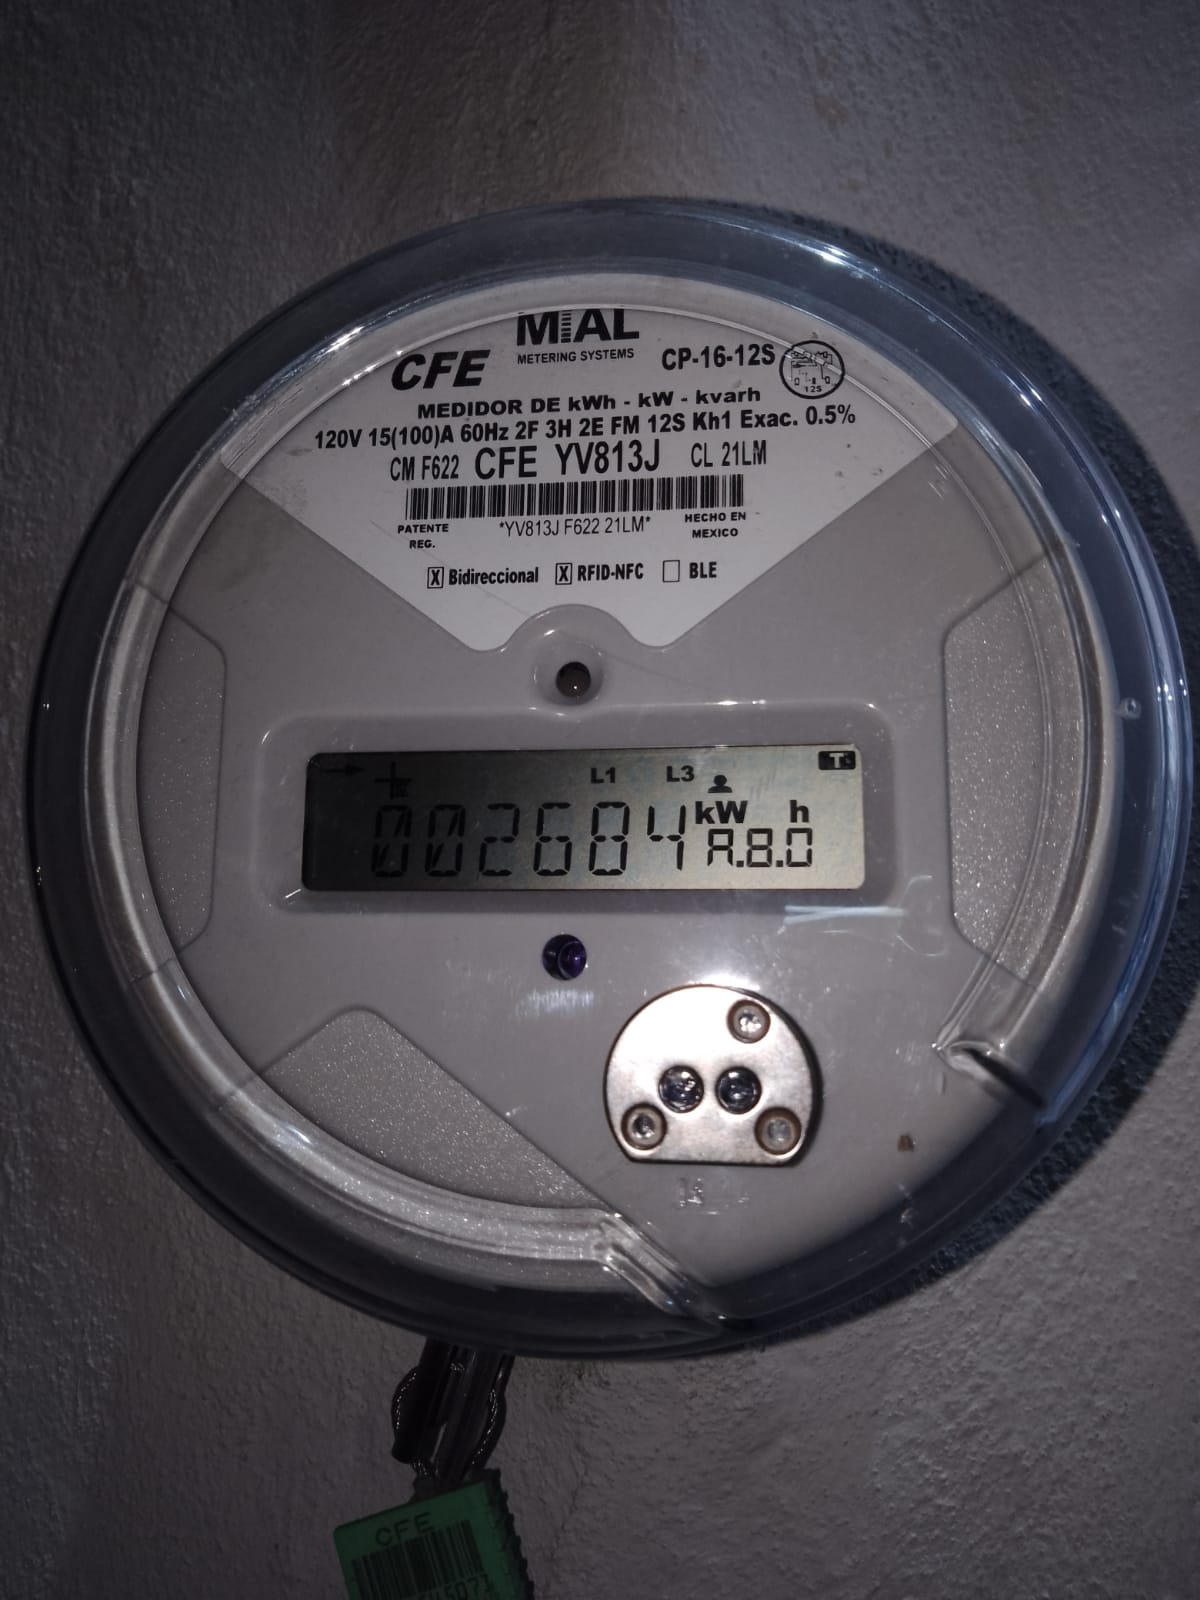 MIAL
METERING SYSTEMS
CFE
CP-16-12S
12S
MEDIDOR DE kWh - kW - kvarh
120V 15(100)A 60Hz 2F 3H 2E FM 12S Kh1 Exac. 0.5%
CM F622 CFE YV813J CL 21LM
PATENTE REG.
*YV813J F622 21LM*
HECHO EN MEXICO
X Bidireccional X RFID-NFC BLE
L1 L3 T
002684 kW h
A.8.0
CFE